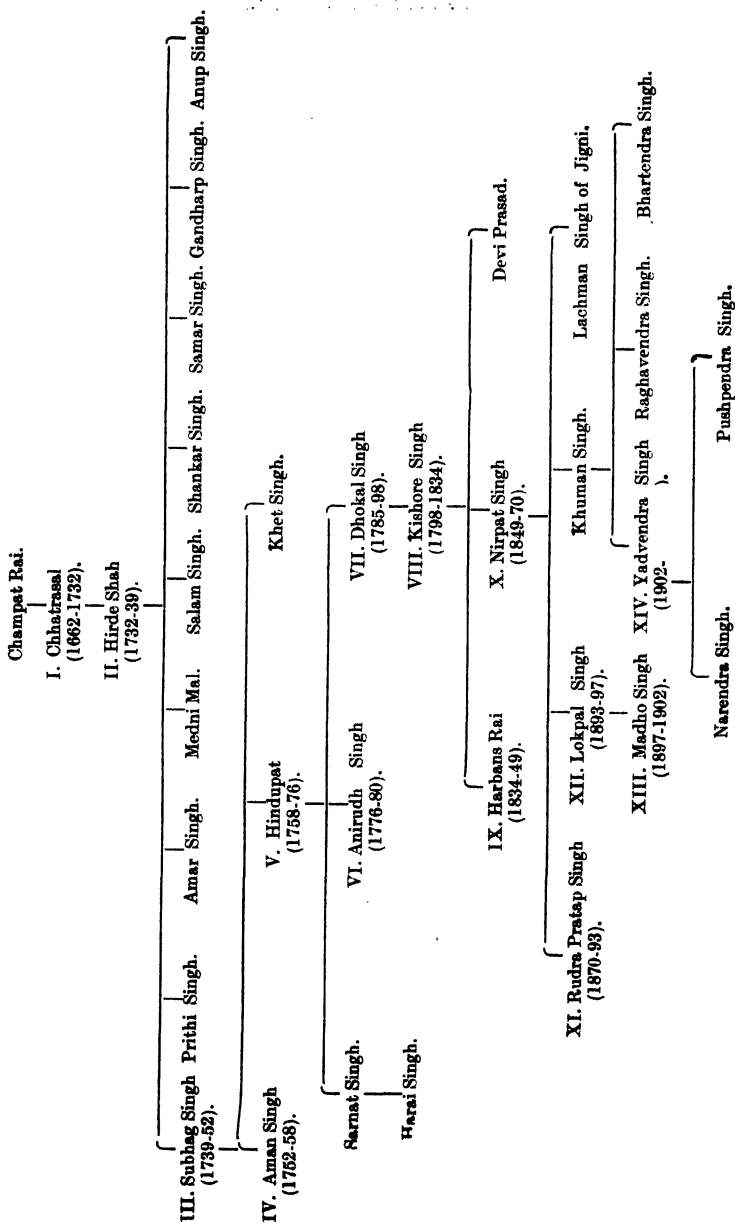 Champat Rai.
I. Chhatrasal
(1662-1732).
II. Hirde Shah
(1732-39).
III. Subhag Singh Prithi Singh. Amar Singh. Medni Mal. Salam Singh. Shankar Singh. Samar Singh. Gandharp Singh. Anup Singh.
(1739-52).
IV. Aman Singh V. Hindupat Khet Singh.
(1752-58). (1758-76).
Sarnat Singh. VI. Anirudh Singh VII. Dhokal Singh
(1776-80). (1785-98).
Harai Singh. VIII. Kishore Singh
(1798-1834).
IX. Harbans Rai X. Nirpat Singh Devi Prasad.
(1834-49). (1849-70).
XI. Rudra Pratap Singh XII. Lokpal Singh Khuman Singh. Lachman Singh of Jigni.
(1870-93). (1893-97).
XIII. Madho Singh XIV. Yadvendra Singh Raghavendra Singh. Bhartendra Singh.
(1897-1902). (1902- ).
Narendra Singh. Pushpendra Singh.